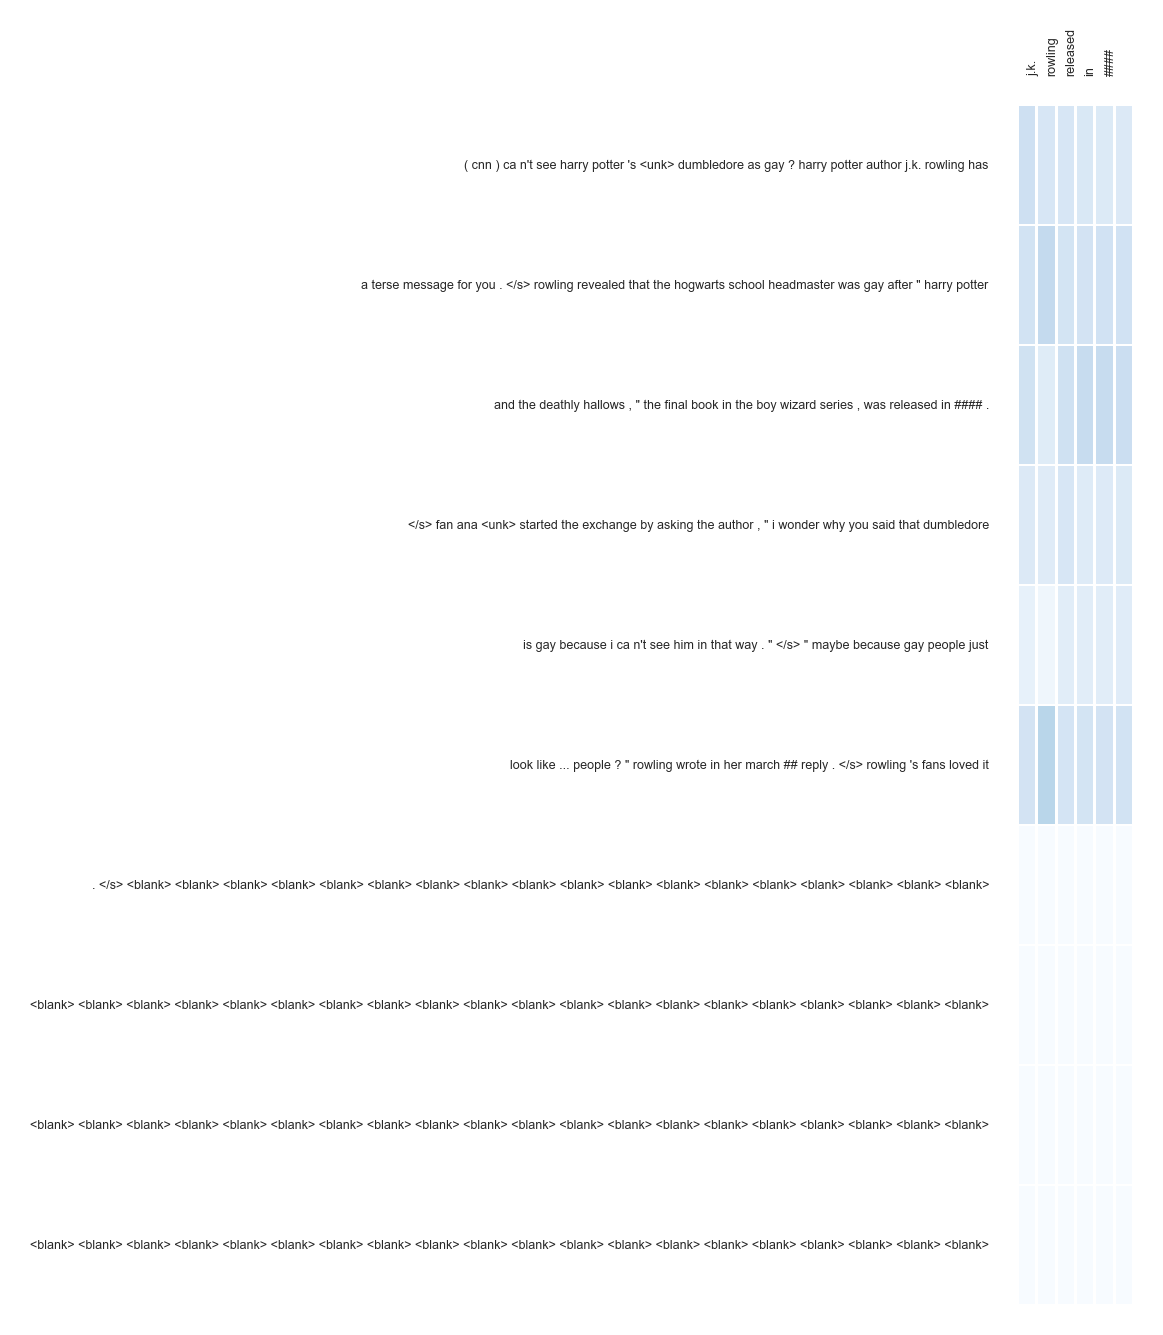 j.k.
rowling
released
in
####
( cnn ) ca n't see harry potter 's <unk> dumbledore as gay ? harry potter author j.k. rowling has
a terse message for you . </s> rowling revealed that the hogwarts school headmaster was gay after " harry potter
and the deathly hallows , " the final book in the boy wizard series , was released in #### .
</s> fan ana <unk> started the exchange by asking the author , " i wonder why you said that dumbledore
is gay because i ca n't see him in that way . " </s> " maybe because gay people just
look like ... people ? " rowling wrote in her march ## reply . </s> rowling 's fans loved it
. </s> <blank> <blank> <blank> <blank> <blank> <blank> <blank> <blank> <blank> <blank> <blank> <blank> <blank> <blank> <blank> <blank> <blank> <blank>
<blank> <blank> <blank> <blank> <blank> <blank> <blank> <blank> <blank> <blank> <blank> <blank> <blank> <blank> <blank> <blank> <blank> <blank> <blank> <blank>
<blank> <blank> <blank> <blank> <blank> <blank> <blank> <blank> <blank> <blank> <blank> <blank> <blank> <blank> <blank> <blank> <blank> <blank> <blank> <blank>
<blank> <blank> <blank> <blank> <blank> <blank> <blank> <blank> <blank> <blank> <blank> <blank> <blank> <blank> <blank> <blank> <blank> <blank> <blank> <blank>